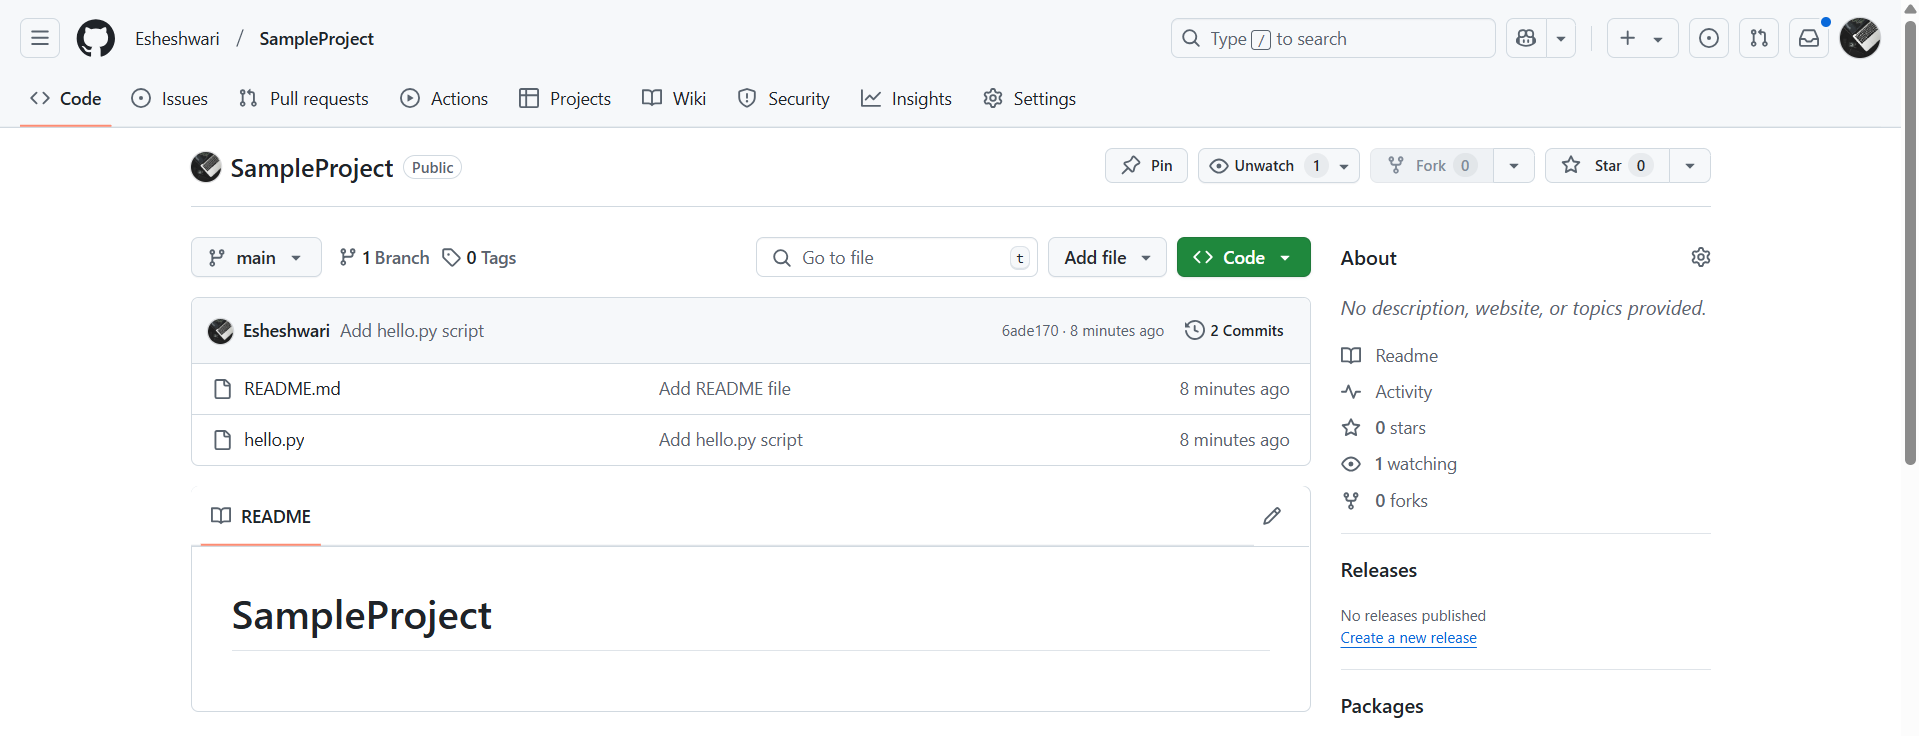 Esheshwari / SampleProject
Type / to search
Code Issues Pull requests Actions Projects Wiki Security Insights Settings
SampleProject Public
Pin Unwatch 1 Fork 0 Star 0
main 1 Branch 0 Tags Go to file t Add file Code
Esheshwari Add hello.py script 6ade170 · 8 minutes ago 2 Commits
README.md Add README file 8 minutes ago
hello.py Add hello.py script 8 minutes ago
README
SampleProject
About
No description, website, or topics provided.
Readme
Activity
0 stars
1 watching
0 forks
Releases
No releases published
Create a new release
Packages